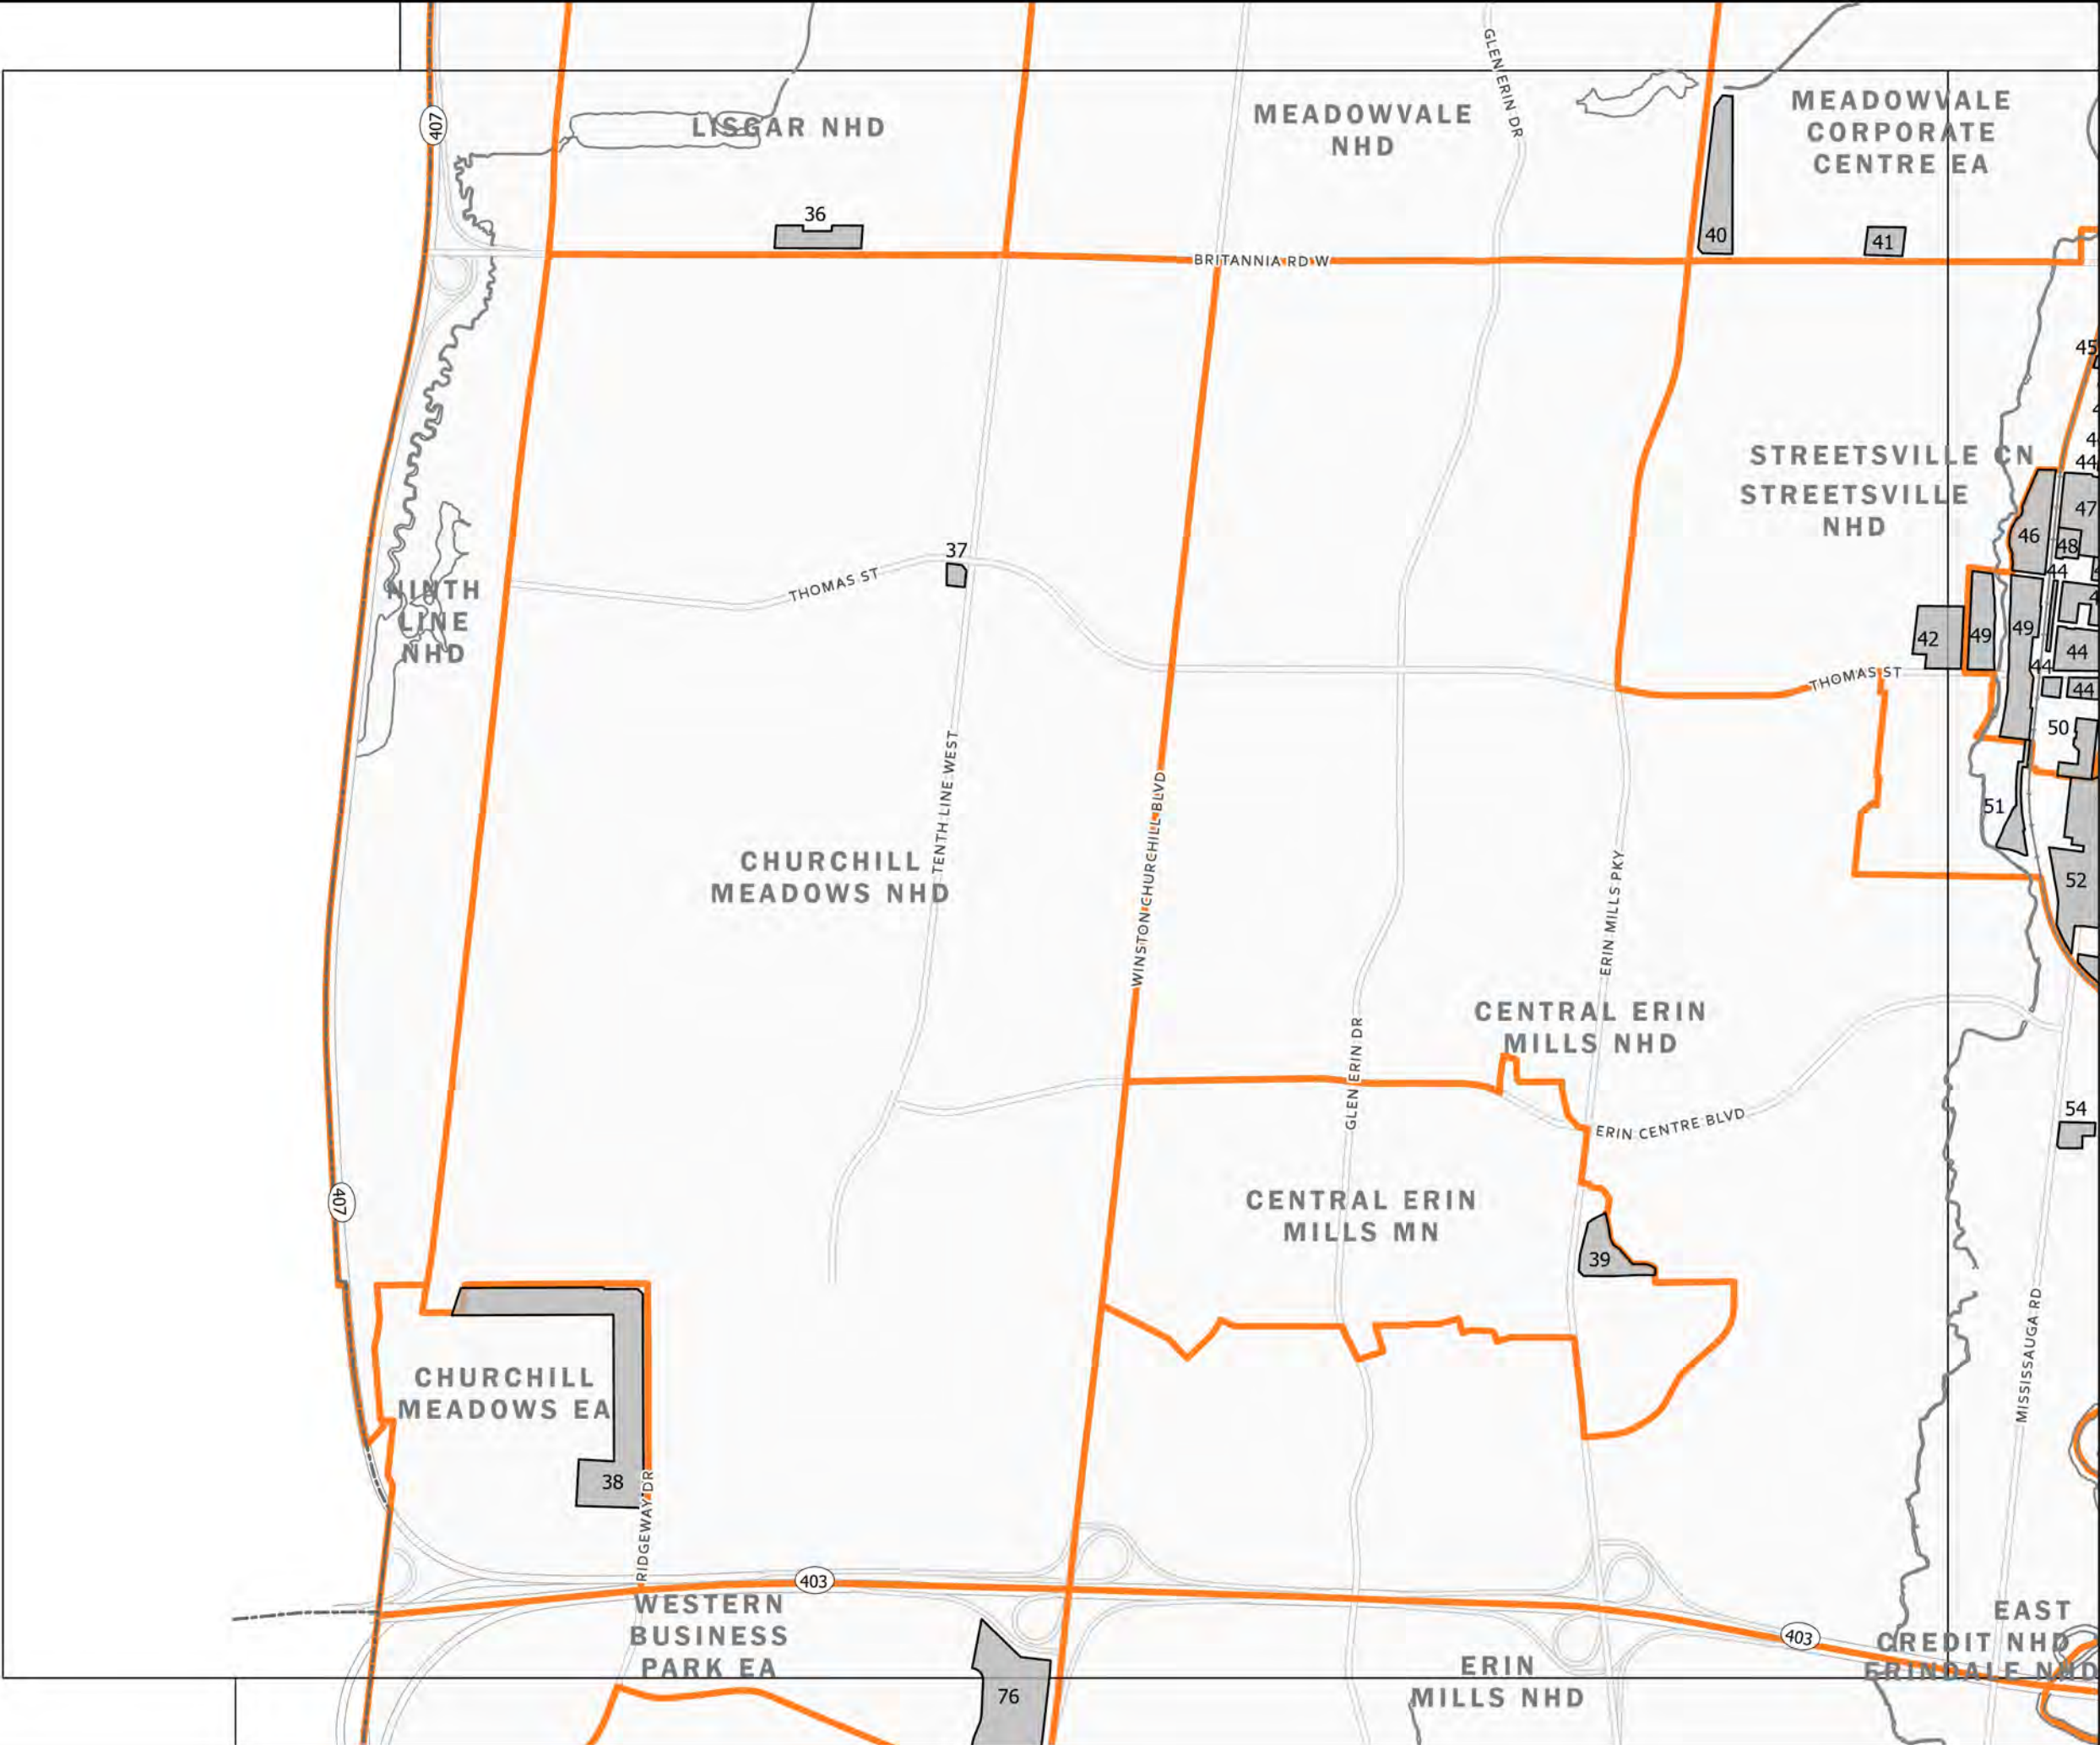 GLEN ERIN DR
407
LISGAR NHD
MEADOWVALE
NHD
MEADOWVALE
CORPORATE
CENTRE EA
36
40
41
BRITANNIA RD W
45
44
STREETSVILLE CN
STREETSVILLE
NHD
47
46
48
44
37
THOMAS ST
NINTH
LINE
NHD
42
49
49
44
44
THOMAS ST
44
50
TENTH LINE WEST
WINSTON CHURCHILL BLVD
51
CHURCHILL
MEADOWS NHD
ERIN MILLS PKY
52
CENTRAL ERIN
MILLS NHD
GLEN ERIN DR
ERIN CENTRE BLVD
54
407
CENTRAL ERIN
MILLS MN
39
MISSISSAUGA RD
CHURCHILL
MEADOWS EA
38
RIDGEWAY DR
403
WESTERN
BUSINESS
PARK EA
403
EAST
CREDIT NHD
ERINDALE NHD
ERIN
MILLS NHD
76